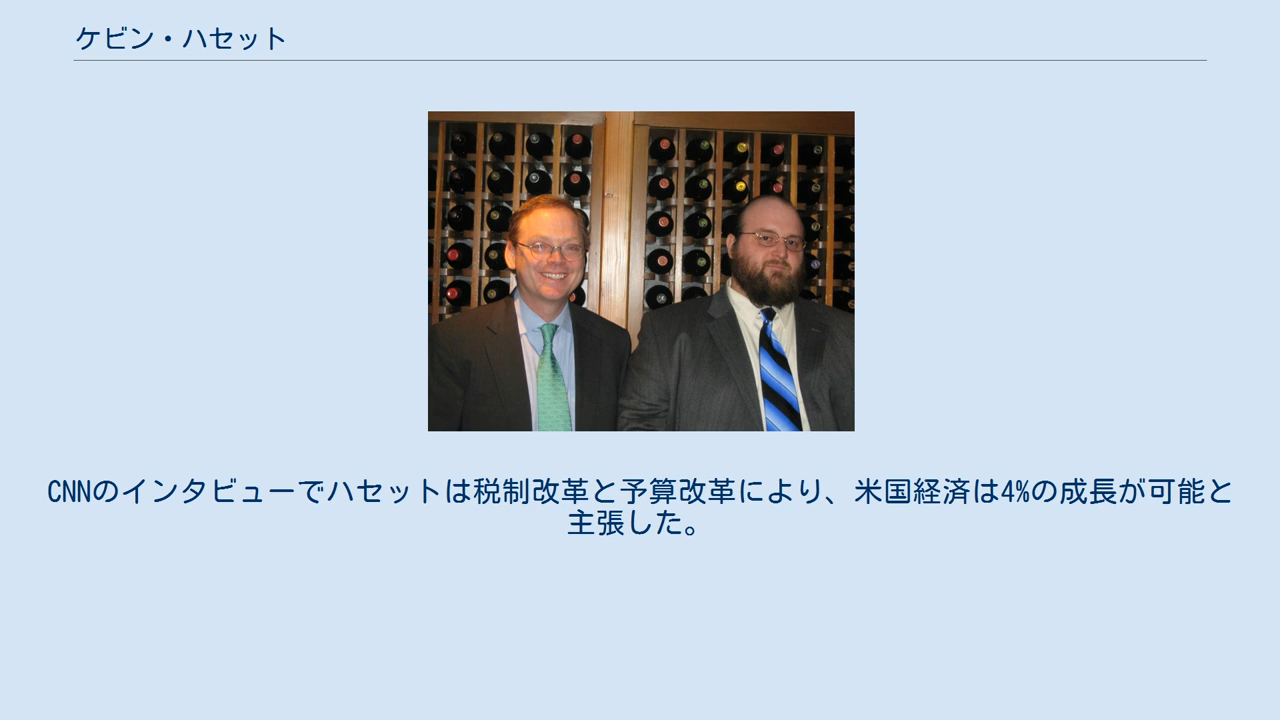 ケビン・ハセット
CNNのインタビューでハセットは税制改革と予算改革により、米国経済は4%の成長が可能と
主張した。